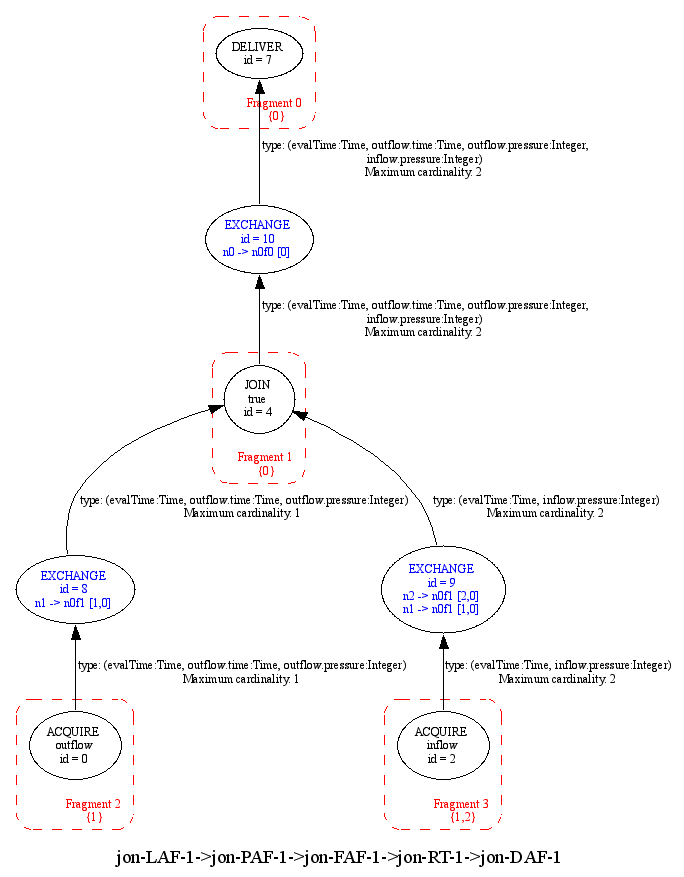 DELIVER
id = 7
Fragment 0
{0}
type: (evalTime:Time, outflow.time:Time, outflow.pressure:Integer,
inflow.pressure:Integer)
Maximum cardinality: 2
EXCHANGE
id = 10
n0 -> n0f0 [0]
type: (evalTime:Time, outflow.time:Time, outflow.pressure:Integer,
inflow.pressure:Integer)
Maximum cardinality: 2
JOIN
true
id = 4
Fragment 1
{0}
type: (evalTime:Time, outflow.time:Time, outflow.pressure:Integer)
Maximum cardinality: 1
type: (evalTime:Time, inflow.pressure:Integer)
Maximum cardinality: 2
EXCHANGE
id = 8
n1 -> n0f1 [1,0]
EXCHANGE
id = 9
n2 -> n0f1 [2,0]
n1 -> n0f1 [1,0]
type: (evalTime:Time, outflow.time:Time, outflow.pressure:Integer)
Maximum cardinality: 1
type: (evalTime:Time, inflow.pressure:Integer)
Maximum cardinality: 2
ACQUIRE
outflow
id = 0
Fragment 2
{1}
ACQUIRE
inflow
id = 2
Fragment 3
{1,2}
jon-LAF-1->jon-PAF-1->jon-FAF-1->jon-RT-1->jon-DAF-1